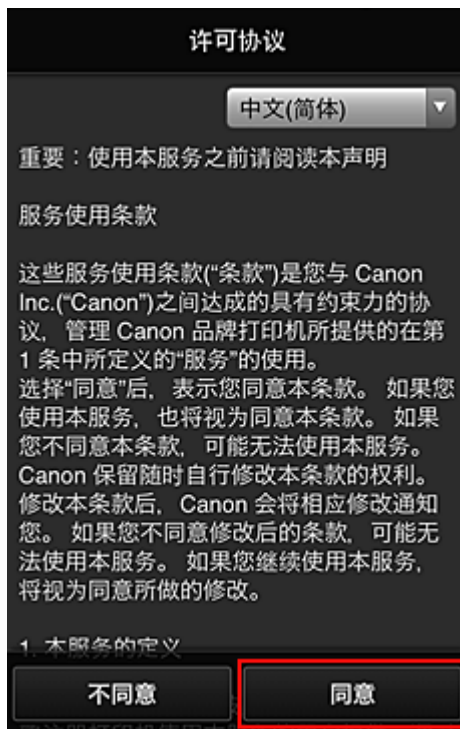 许可协议
中文(简体)
重要：使用本服务之前请阅读本声明
服务使用条款
这些服务使用条款(“条款”)是您与 Canon
Inc.(“Canon”)之间达成的具有约束力的协
议，管理 Canon 品牌打印机所提供的在第
1 条中所定义的“服务”的使用。
选择“同意”后，表示您同意本条款。 如果您
使用本服务，也将视为同意本条款。 如果
您不同意本条款，可能无法使用本服务。
Canon 保留随时自行修改本条款的权利。
修改本条款后，Canon 会将相应修改通知
您。 如果您不同意修改后的条款，可能无
法使用本服务。 如果您继续使用本服务，
将视为同意所做的修改。
1. 本服务的定义
不同意
同意